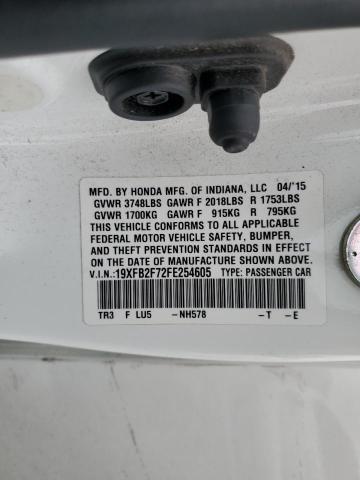 MFD. BY HONDA MFG. OF INDIANA, LLC 04/15
GVWR 3748LBS GAWR F 2018LBS R 1753LBS
GVWR 1700KG GAWR F 915KG R 795KG
THIS VEHICLE CONFORMS TO ALL APPLICABLE
FEDERAL MOTOR VEHICLE SAFETY, BUMPER,
AND THEFT PREVENTION STANDARDS IN EFFECT
ON THE DATE OF MANUFACTURE SHOWN ABOVE.
V.I.N:19XFB2F72FE254605 TYPE: PASSENGER CAR
TR3 F LU5 -NH578 -T -E